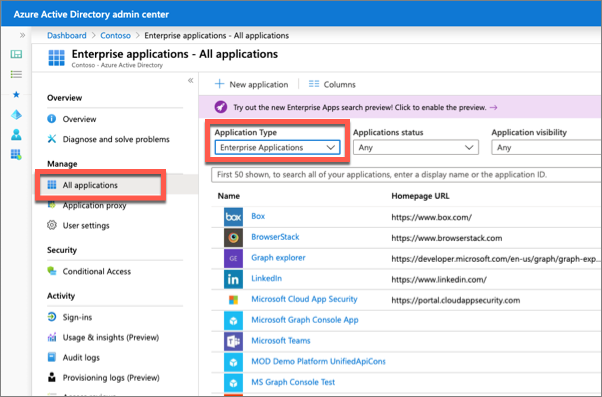 Azure Active Directory admin center
Dashboard > Contoso > Enterprise applications - All applications
Enterprise applications - All applications
Contoso - Azure Active Directory
Overview
Overview
Diagnose and solve problems
Manage
All applications
Application proxy
User settings
Security
Conditional Access
Activity
Sign-ins
Usage & insights (Preview)
Audit logs
Provisioning logs (Preview)
+ New application
Columns
Try out the new Enterprise Apps search preview! Click to enable the preview. →
Application Type Applications status Application visibility
Enterprise Applications Any Any
First 50 shown, to search all of your applications, enter a display name or the application ID.
Name Homepage URL
box Box https://www.box.com/
BrowserStack https://www.browserstack.com
GE Graph explorer https://developer.microsoft.com/en-us/graph/graph-exp...
in LinkedIn https://www.linkedin.com/
Microsoft Cloud App Security https://portal.cloudappsecurity.com
Microsoft Graph Console App
Microsoft Teams
MOD Demo Platform UnifiedApiCons
MS Graph Console Test